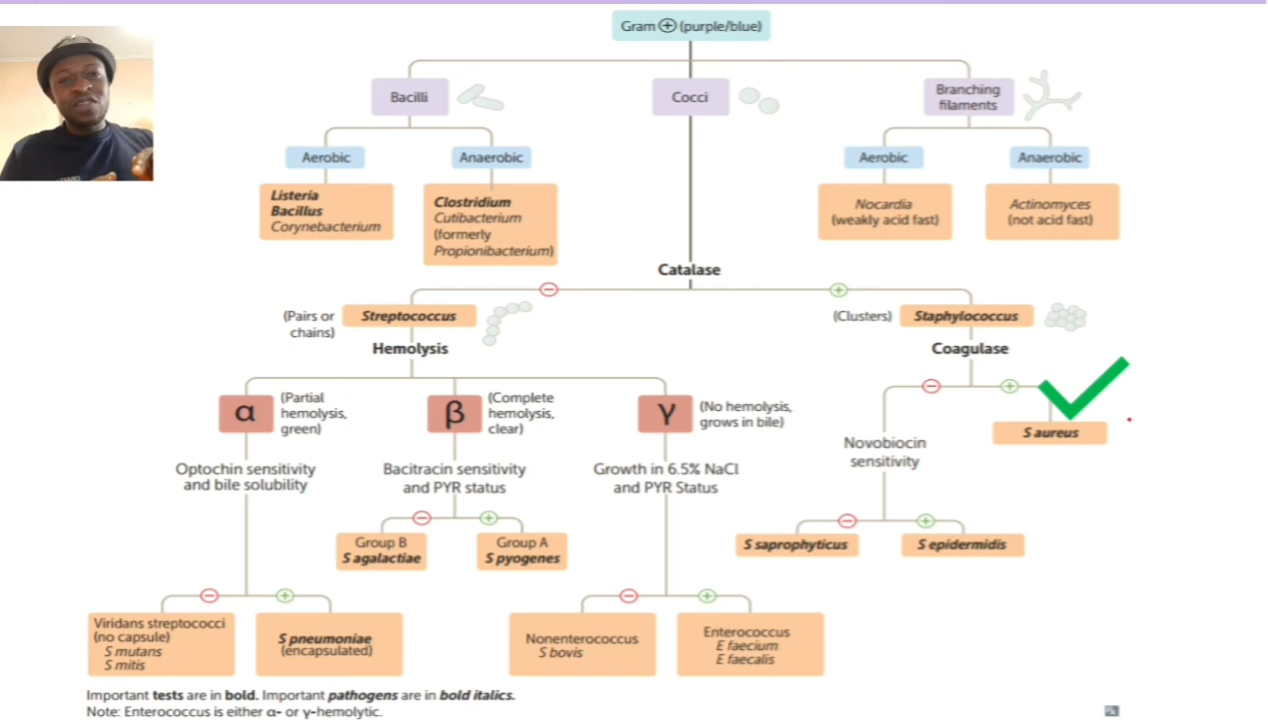 Gram ⊕ (purple/blue)
Bacilli
Cocci
Branching
filaments
Aerobic
Anaerobic
Aerobic
Anaerobic
Listeria
Bacillus
Corynebacterium
Clostridium
Cutibacterium
(formerly
Propionibacterium)
Nocardia
(weakly acid fast)
Actinomyces
(not acid fast)
Catalase
(Pairs or
chains)
Streptococcus
(Clusters)
Staphylococcus
Hemolysis
Coagulase
α
(Partial
hemolysis,
green)
β
(Complete
hemolysis,
clear)
γ
(No hemolysis,
grows in bile)
S aureus
Novobiocin
sensitivity
Optochin sensitivity
and bile solubility
Bacitracin sensitivity
and PYR status
Growth in 6.5% NaCl
and PYR Status
Group B
S agalactiae
Group A
S pyogenes
S saprophyticus
S epidermidis
Viridans streptococci
(no capsule)
S mutans
S mitis
S pneumoniae
(encapsulated)
Nonenterococcus
S bovis
Enterococcus
E faecium
E faecalis
Important tests are in bold. Important pathogens are in bold italics.
Note: Enterococcus is either α- or γ-hemolytic.